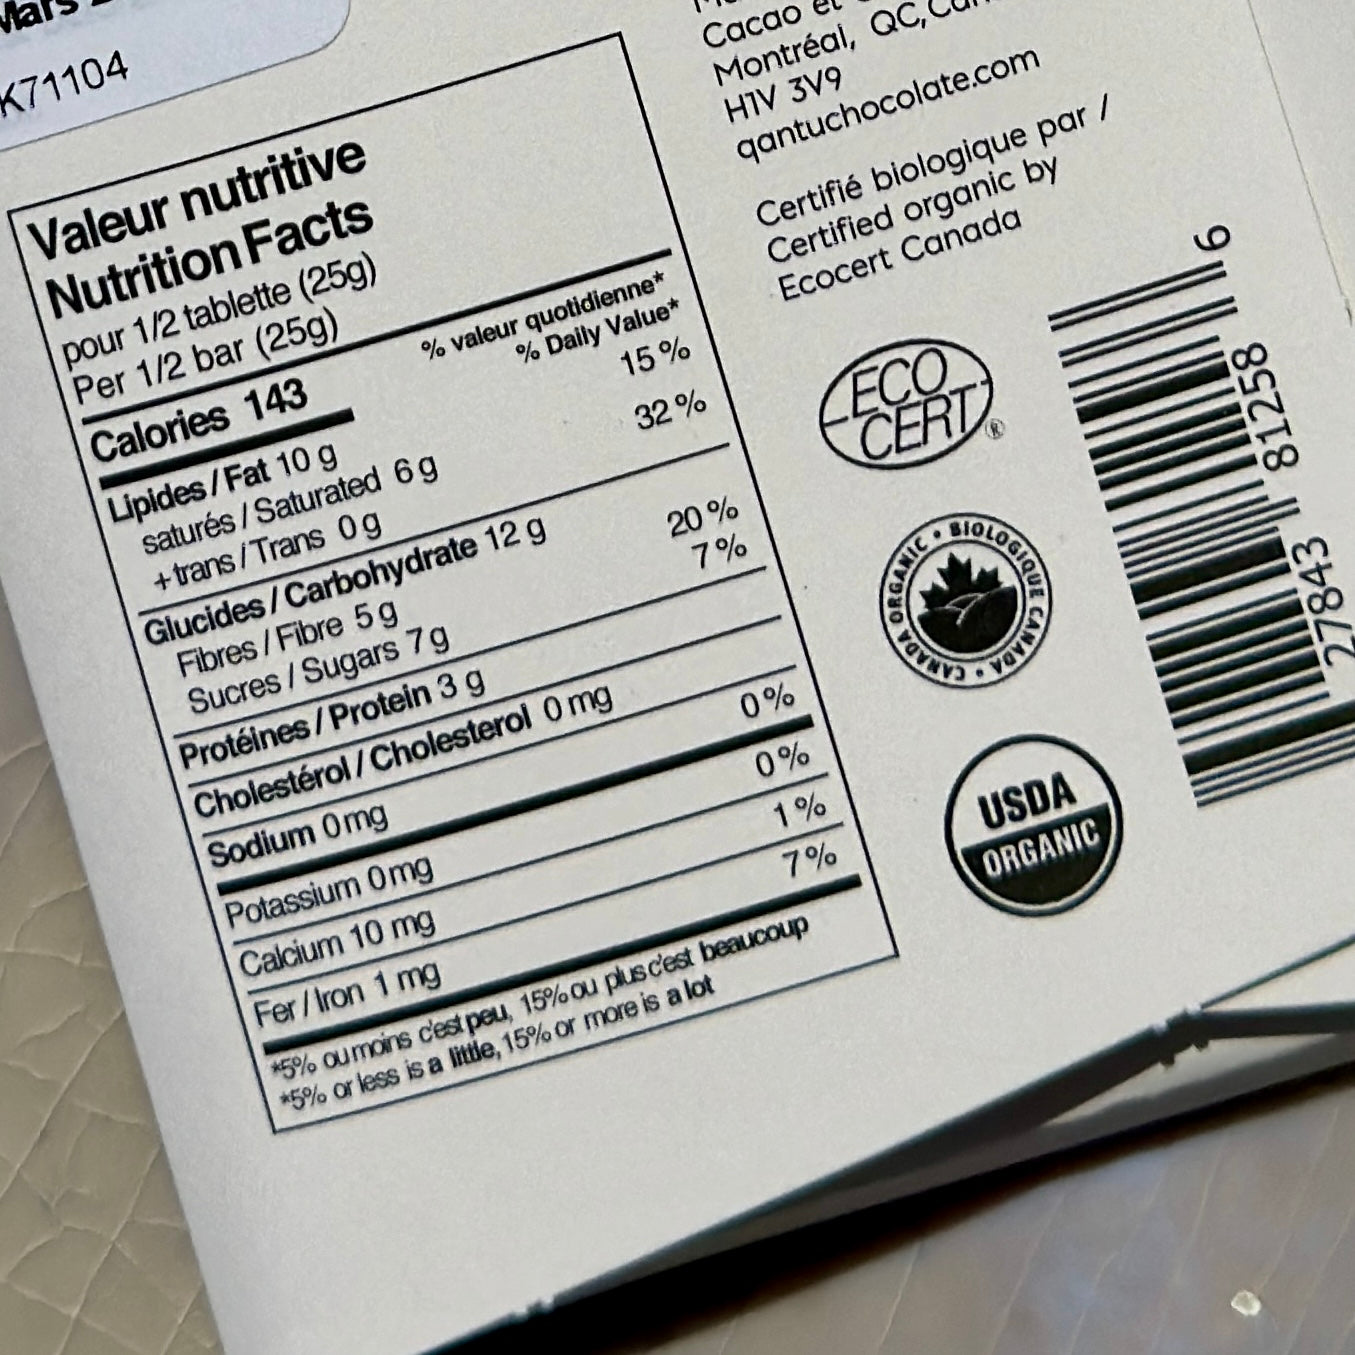 Mars
K71104
Valeur nutritive
Nutrition Facts
pour 1/2 tablette (25g)
Per 1/2 bar (25g)
% valeur quotidienne*
% Daily Value*
Calories 143
Lipides / Fat 10 g 15 %
saturés / Saturated 6 g
+ trans / Trans 0 g 32 %
Glucides / Carbohydrate 12 g
Fibres / Fibre 5 g 20 %
Sucres / Sugars 7 g 7 %
Protéines / Protein 3 g
Cholestérol / Cholesterol 0 mg
Sodium 0 mg 0 %
Potassium 0 mg 0 %
Calcium 10 mg 1 %
Fer / Iron 1 mg 7 %
*5% ou moins c'est peu, 15% ou plus c'est beaucoup
*5% or less is a little, 15% or more is a lot
Cacao et
Montréal, QC,
H1V 3V9
qantuchocolate.com
Certifié biologique par /
Certified organic by
Ecocert Canada
ECO
CERT®
CANADA ORGANIC • BIOLOGIQUE CANADA •
USDA
ORGANIC
27843 81258 6